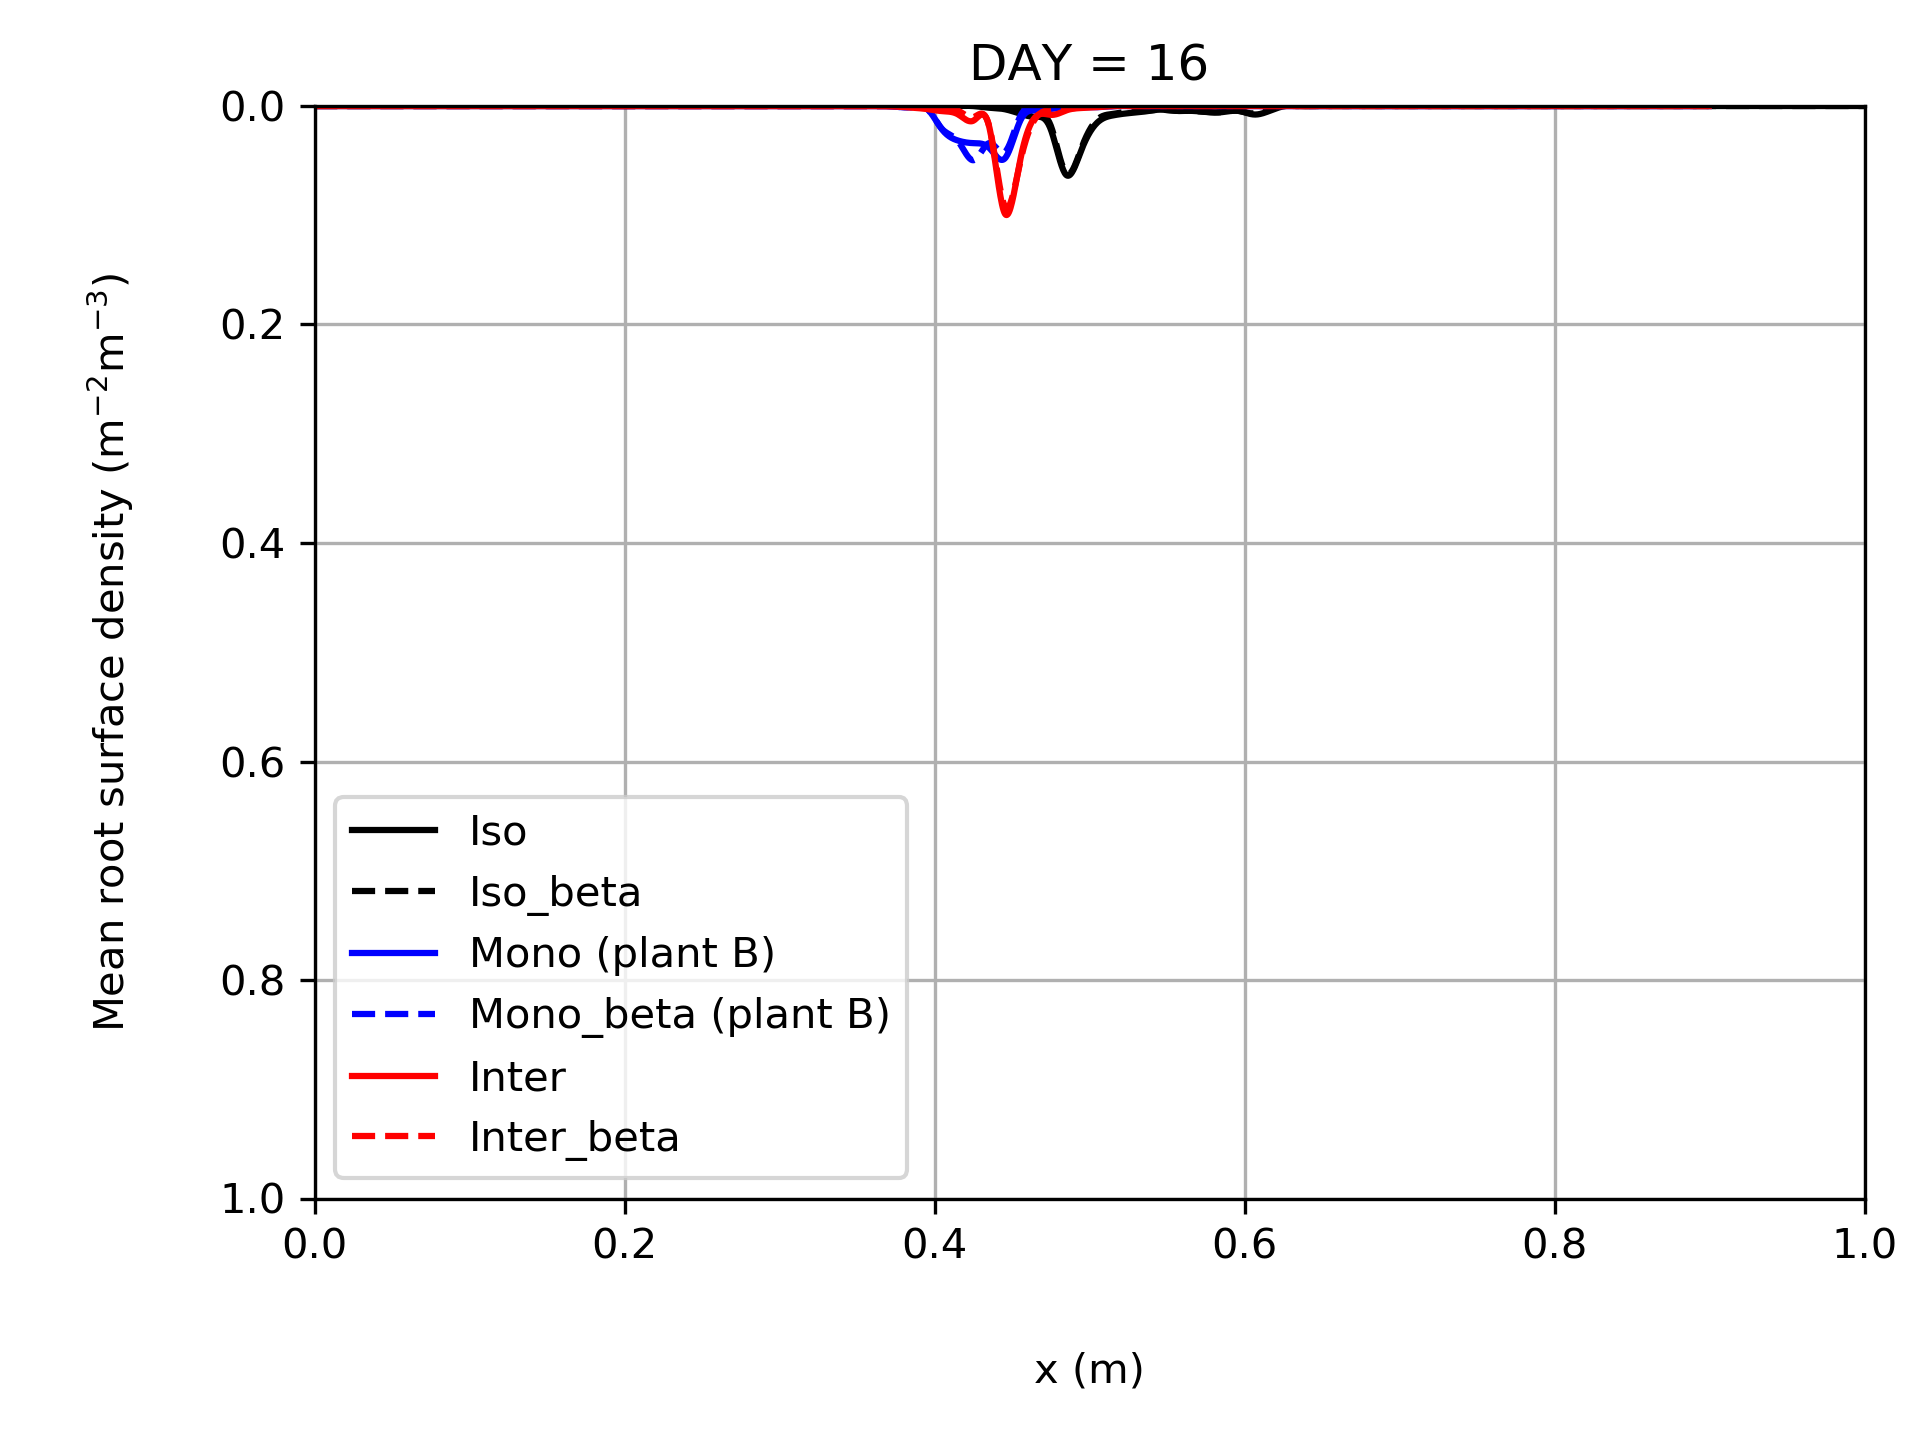 DAY = 16
Mean root surface density (m⁻²m⁻³)
0.0
0.2
0.4
0.6
0.8
1.0
Iso
Iso_beta
Mono (plant B)
Mono_beta (plant B)
Inter
Inter_beta
0.0 0.2 0.4 0.6 0.8 1.0
x (m)